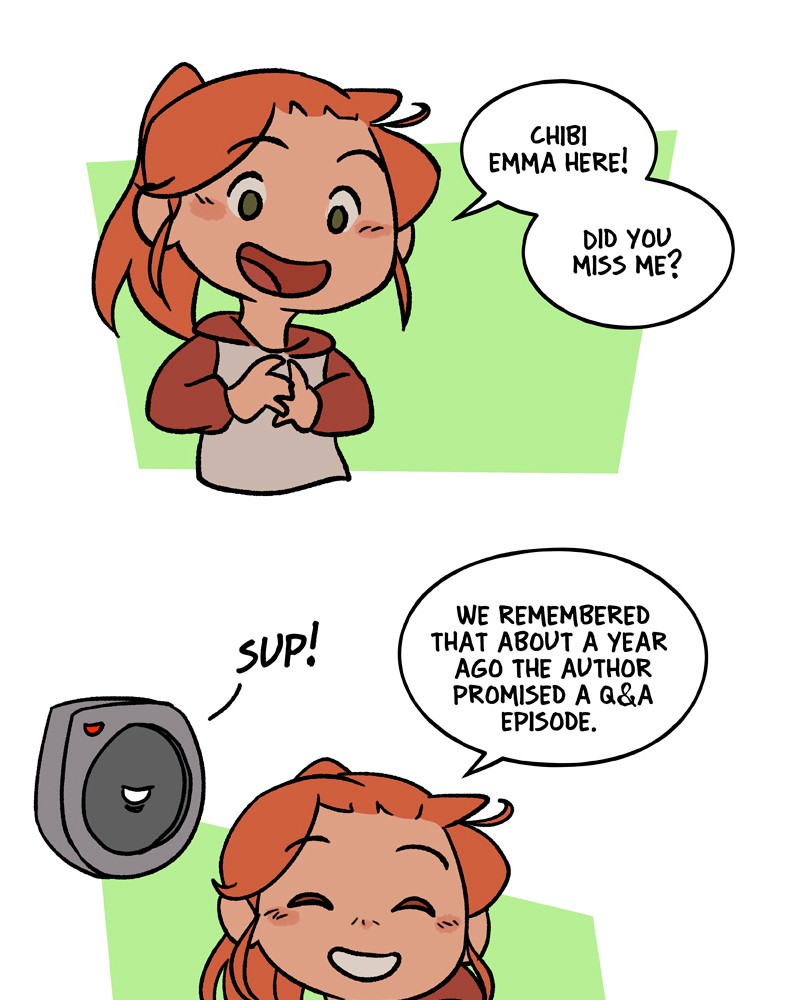 CHIBI
EMMA HERE!
DID YOU
MISS ME?
SUP!
WE REMEMBERED
THAT ABOUT A YEAR
AGO THE AUTHOR
PROMISED A Q&A
EPISODE.